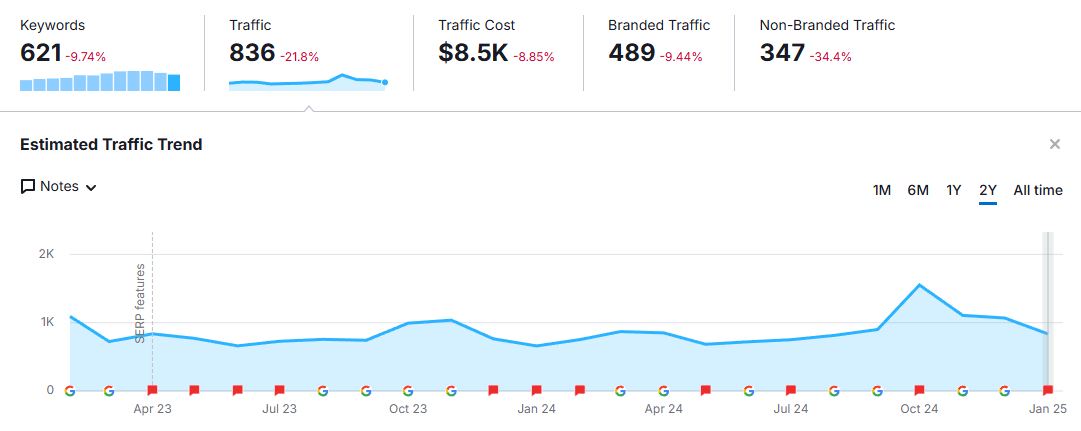 Keywords Traffic Traffic Cost Branded Traffic Non-Branded Traffic
621 -9.74% 836 -21.8% $8.5K -8.85% 489 -9.44% 347 -34.4%
Estimated Traffic Trend
Notes
1M 6M 1Y 2Y All time
2K
SERP features
1K
0
Apr 23 Jul 23 Oct 23 Jan 24 Apr 24 Jul 24 Oct 24 Jan 25